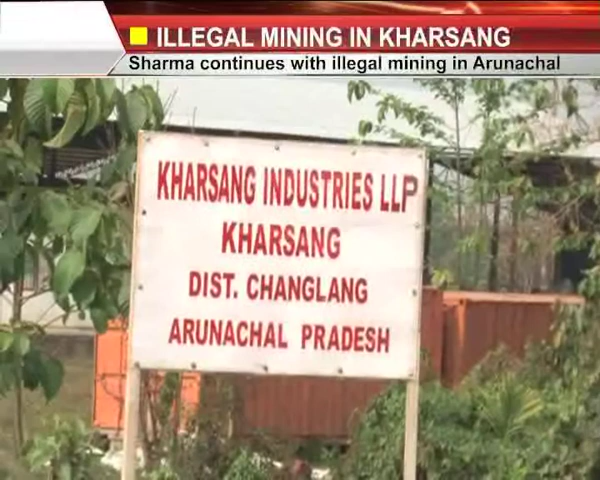 ILLEGAL MINING IN KHARSANG
Sharma continues with illegal mining in Arunachal
KHARSANG INDUSTRIES LLP
KHARSANG
DIST. CHANGLANG
ARUNACHAL PRADESH